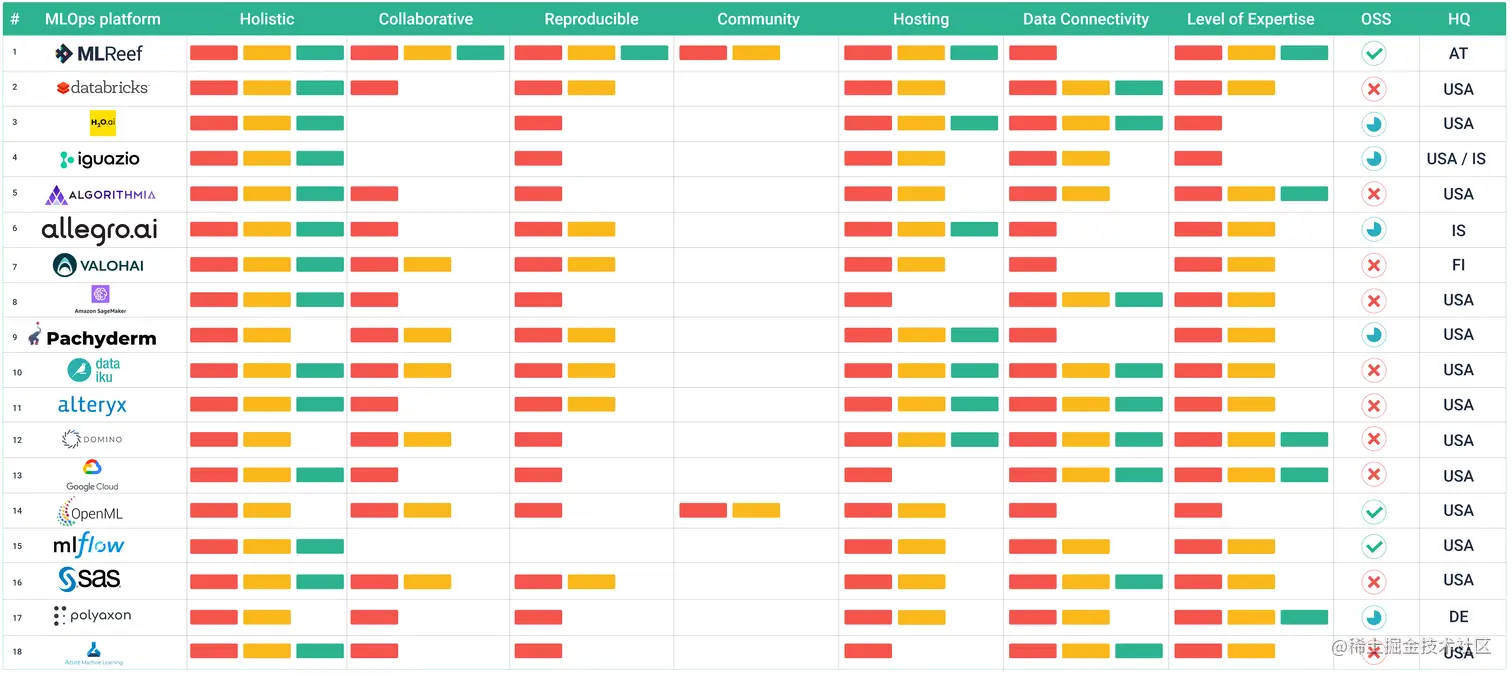 # MLOps platform Holistic Collaborative Reproducible Community Hosting Data Connectivity Level of Expertise OSS HQ
1 MLReef AT
2 databricks USA
3 H₂O.ai USA
4 iguazio USA / IS
5 ALGORITHMIA USA
6 allegro.ai IS
7 VALOHAI FI
8 Amazon SageMaker USA
9 Pachyderm USA
10 data iku USA
11 alteryx USA
12 DOMINO USA
13 Google Cloud USA
14 OpenML USA
15 mlflow USA
16 sas USA
17 polyaxon DE
18 Azure Machine Learning USA
@稀土掘金技术社区